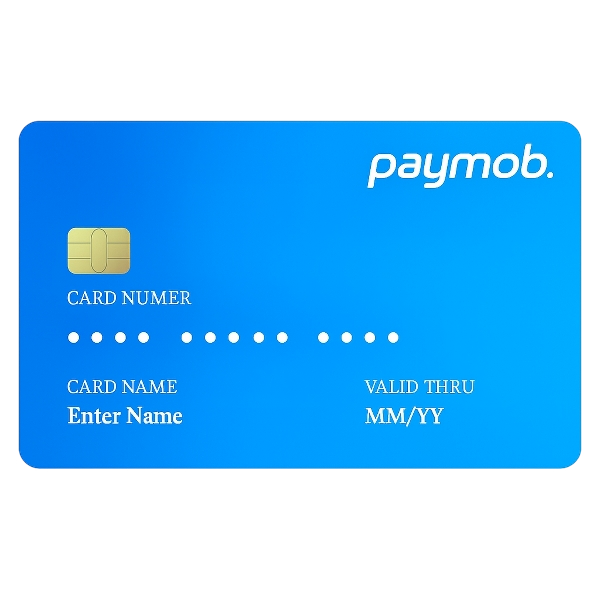 paymob.
CARD NUMER
•••• ••••• ••••
CARD NAME
Enter Name
VALID THRU
MM/YY